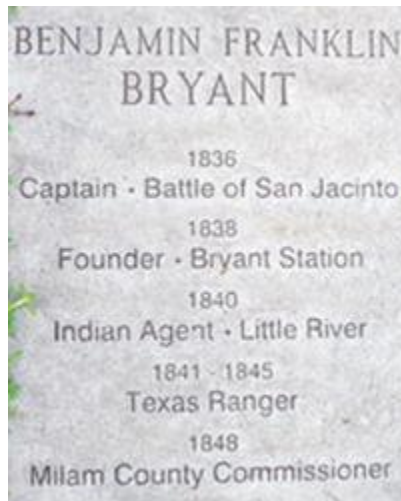 BENJAMIN FRANKLIN
BRYANT
1836
Captain · Battle of San Jacinto
1838
Founder · Bryant Station
1840
Indian Agent · Little River
1841 - 1845
Texas Ranger
1848
Milam County Commissioner